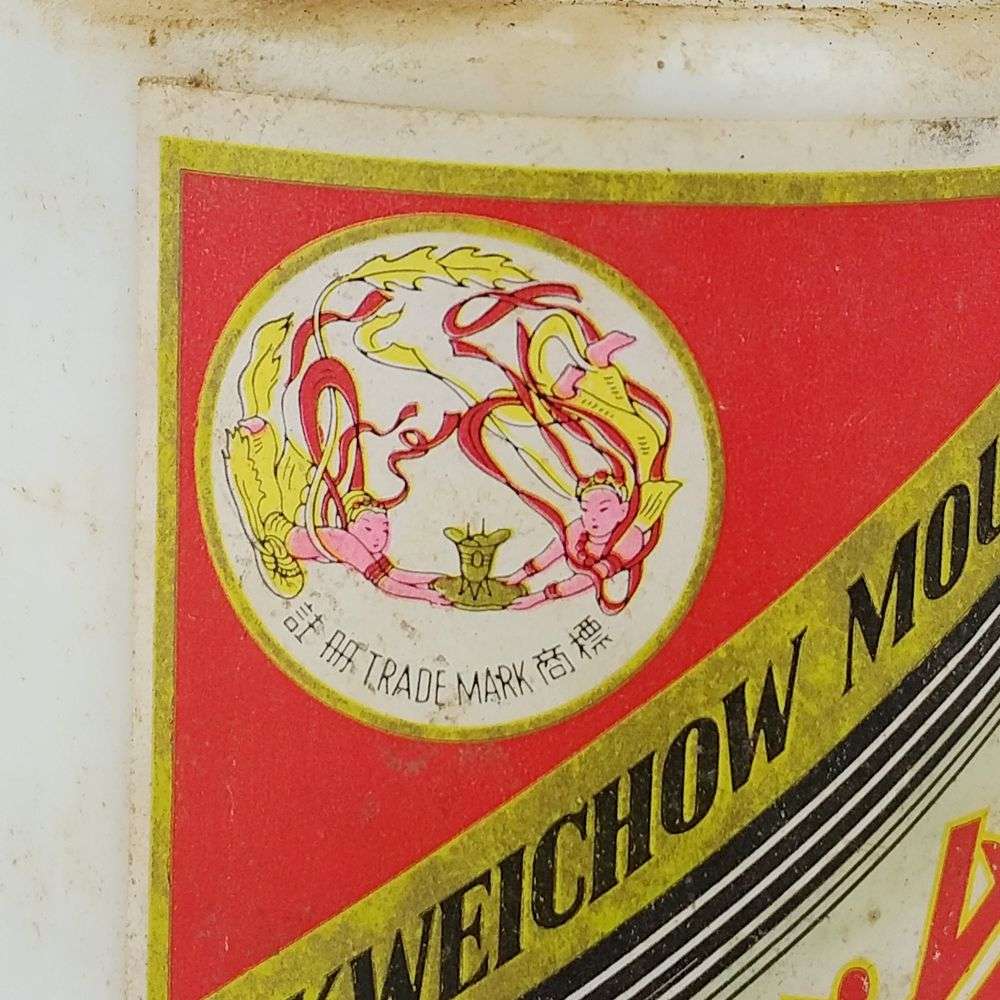 註冊 TRADE MARK 商標
KWEICHOW MOU